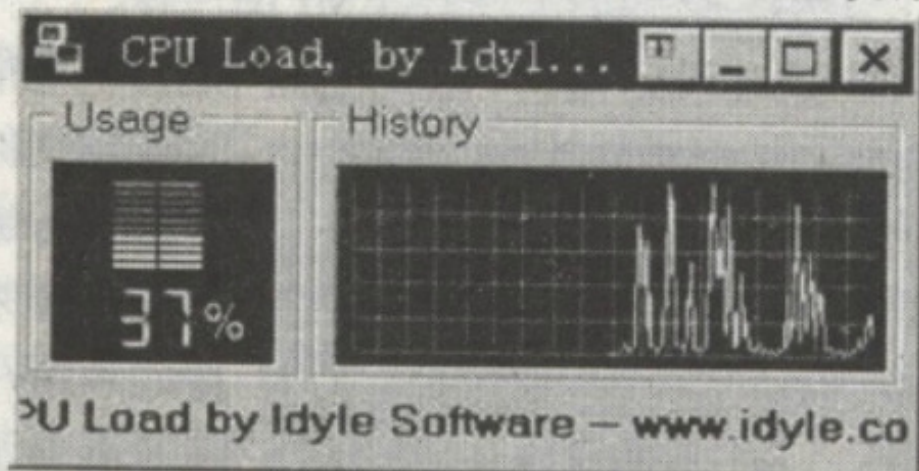 CPU Load, by Idyl...
Usage
History
37%
PU Load by Idyle Software – www.idyle.co